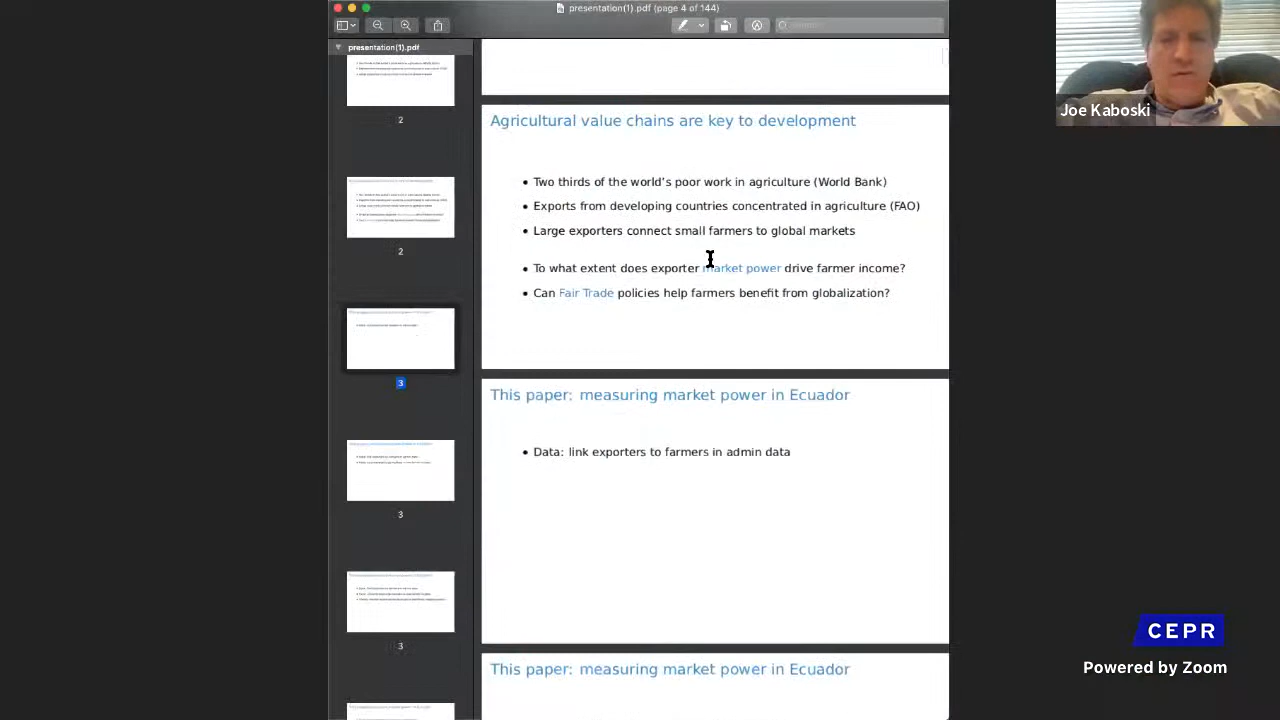 presentation(1).pdf (page 4 of 144)
Search
presentation(1).pdf
2
2
3
3
3
Agricultural value chains are key to development
• Two thirds of the world's poor work in agriculture (World Bank)
• Exports from developing countries concentrated in agriculture (FAO)
• Large exporters connect small farmers to global markets
• To what extent does exporter market power drive farmer income?
• Can Fair Trade policies help farmers benefit from globalization?
This paper: measuring market power in Ecuador
• Data: link exporters to farmers in admin data
This paper: measuring market power in Ecuador
Joe Kaboski
CEPR
Powered by Zoom